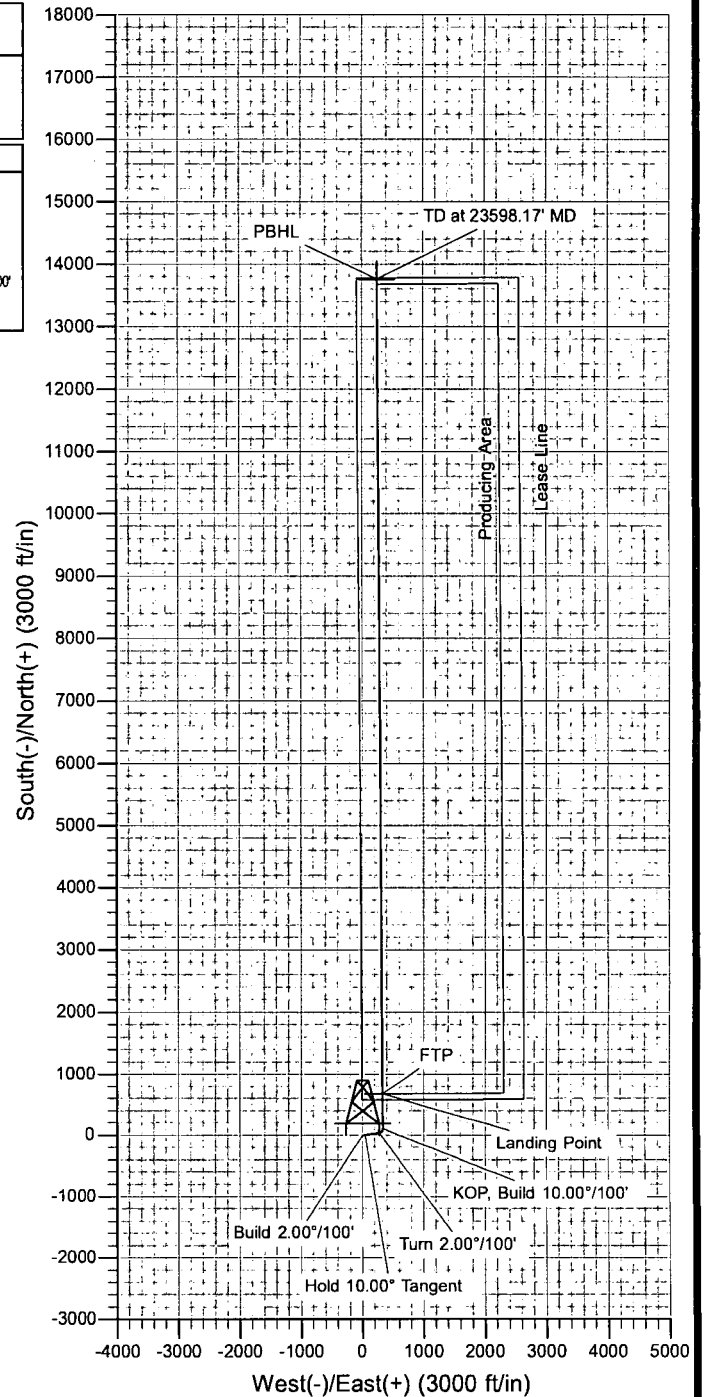 18000
17000
16000
15000
14000
13000
12000
11000
10000
9000
8000
7000
6000
5000
4000
3000
2000
1000
0
-1000
-2000
-3000
South(-)/North(+) (3000 ft/in)
00'
PBHL
TD at 23598.17' MD
Producing Area
Lease Line
FTP
Landing Point
KOP, Build 10.00°/100'
Build 2.00°/100'
Turn 2.00°/100'
Hold 10.00° Tangent
-4000 -3000 -2000 -1000 0 1000 2000 3000 4000 5000
West(-)/East(+) (3000 ft/in)